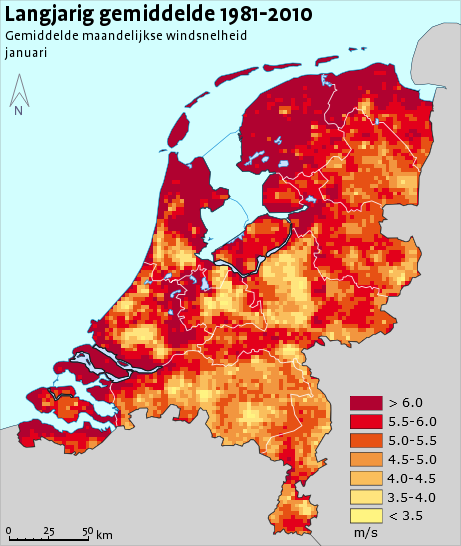 Langjarig gemiddelde 1981-2010
Gemiddelde maandelijkse windsnelheid
januari
N
> 6.0
5.5-6.0
5.0-5.5
4.5-5.0
4.0-4.5
3.5-4.0
< 3.5
m/s
0 25 50 km